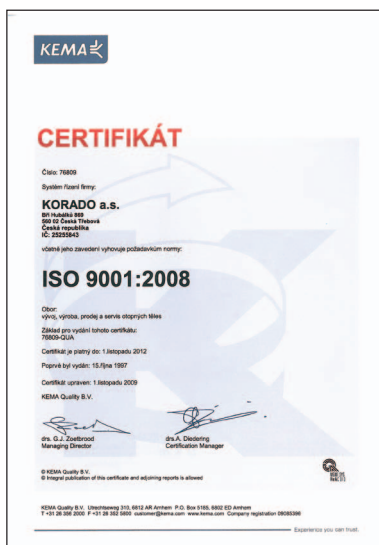 KEMA
CERTIFIKÁT
Číslo: 76809
Systém řízení firmy:
KORADO a.s.
Bří Hubálků 869
560 02 Česká Třebová
Česká republika
IČ: 25255843
včetně jeho zavedení vyhovuje požadavkům normy:
ISO 9001:2008
Obor:
vývoj, výroba, prodej a servis otopných těles
Základ pro vydání tohoto certifikátu:
76809-QUA
Certifikát je platný do: 1.listopadu 2012
Poprvé byl vydán: 15.října 1997
Certifikát upraven: 1.listopadu 2009
KEMA Quality B.V.
drs. G.J. Zoetbrood
Managing Director
drs.A. Diedering
Certification Manager
© KEMA Quality B.V.
® Integral publication of this certificate and adjoining reports is allowed
KEMA Quality B.V. Utrechtseweg 310, 6812 AR Arnhem P.O. Box 5185, 6802 ED Arnhem
T +31 26 356 2000 F +31 26 352 5800 customer@kema.com www.kema.com Company registration 09085396
Experience you can trust.